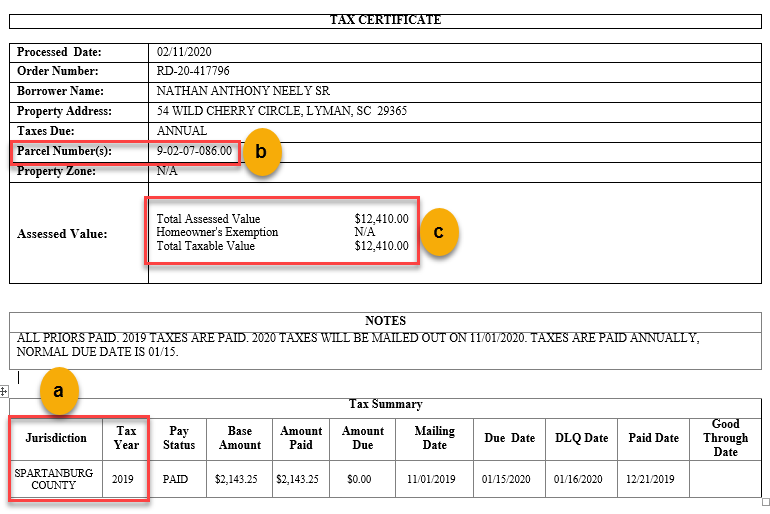 TAX CERTIFICATE
Processed Date: 02/11/2020
Order Number: RD-20-417796
Borrower Name: NATHAN ANTHONY NEELY SR
Property Address: 54 WILD CHERRY CIRCLE, LYMAN, SC 29365
Taxes Due: ANNUAL
Parcel Number(s): 9-02-07-086.00 b
Property Zone: N/A
Assessed Value:
Total Assessed Value $12,410.00
Homeowner's Exemption N/A
Total Taxable Value $12,410.00
c
NOTES
ALL PRIORS PAID. 2019 TAXES ARE PAID. 2020 TAXES WILL BE MAILED OUT ON 11/01/2020. TAXES ARE PAID ANNUALLY,
NORMAL DUE DATE IS 01/15.
a
Tax Summary
Jurisdiction Tax Year Pay Status Base Amount Amount Paid Amount Due Mailing Date Due Date DLQ Date Paid Date Good Through Date
SPARTANBURG COUNTY 2019 PAID $2,143.25 $2,143.25 $0.00 11/01/2019 01/15/2020 01/16/2020 12/21/2019